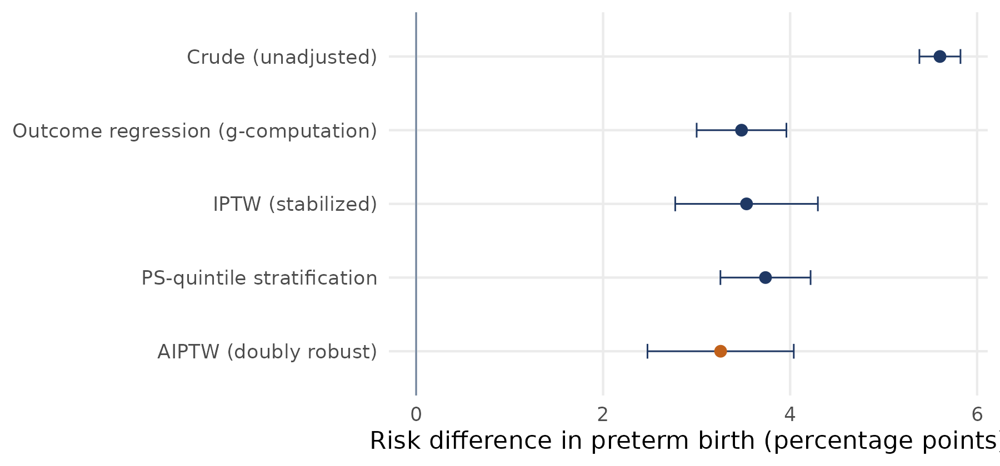 Crude (unadjusted)
Outcome regression (g-computation)
IPTW (stabilized)
PS-quintile stratification
AIPTW (doubly robust)
0 2 4 6
Risk difference in preterm birth (percentage points)